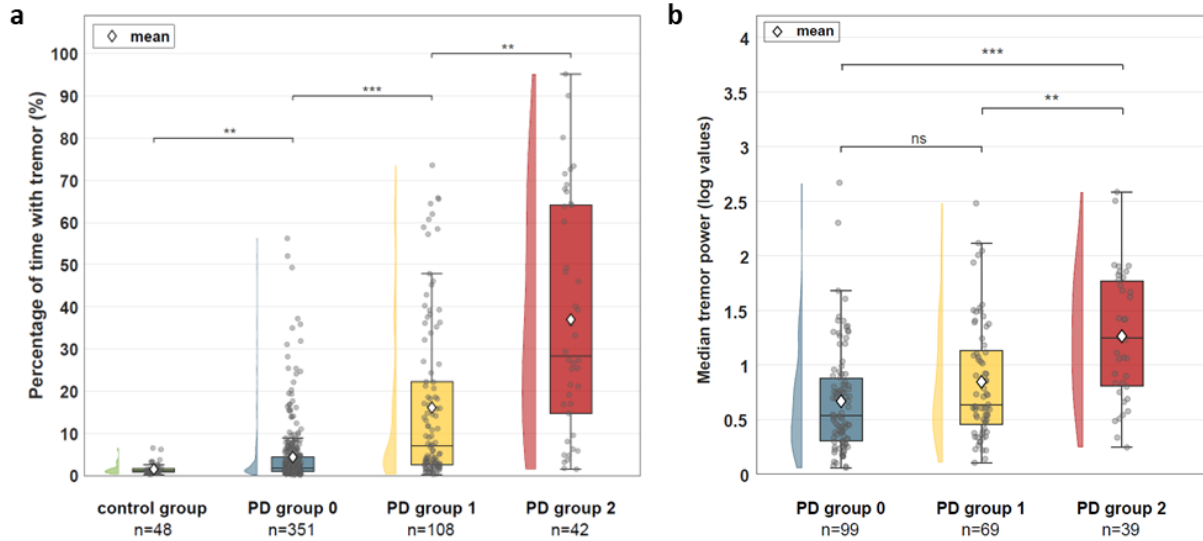 a
Percentage of time with tremor (%)
mean
100
90
80
70
60
50
40
30
20
10
0
**
***
**
control group
n=48
PD group 0
n=351
PD group 1
n=108
PD group 2
n=42
b
Median tremor power (log values)
mean
4
3.5
3
2.5
2
1.5
1
0.5
0
***
**
ns
PD group 0
n=99
PD group 1
n=69
PD group 2
n=39